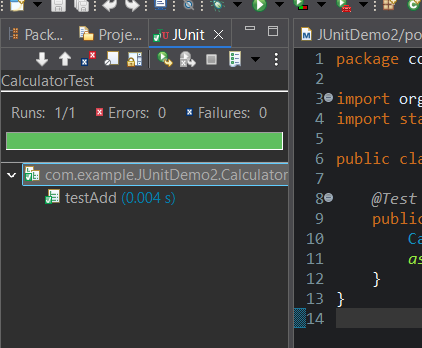 Pack...
Proje...
JUnit
CalculatorTest
Runs: 1/1 Errors: 0 Failures: 0
com.example.JUnitDemo2.Calculator
testAdd (0.004 s)
JUnitDemo2/po
1 package co
2
3 import org
4 import sta
5
6 public cla
7
8 @Test
9 public
10 Ca
11 as
12 }
13 }
14